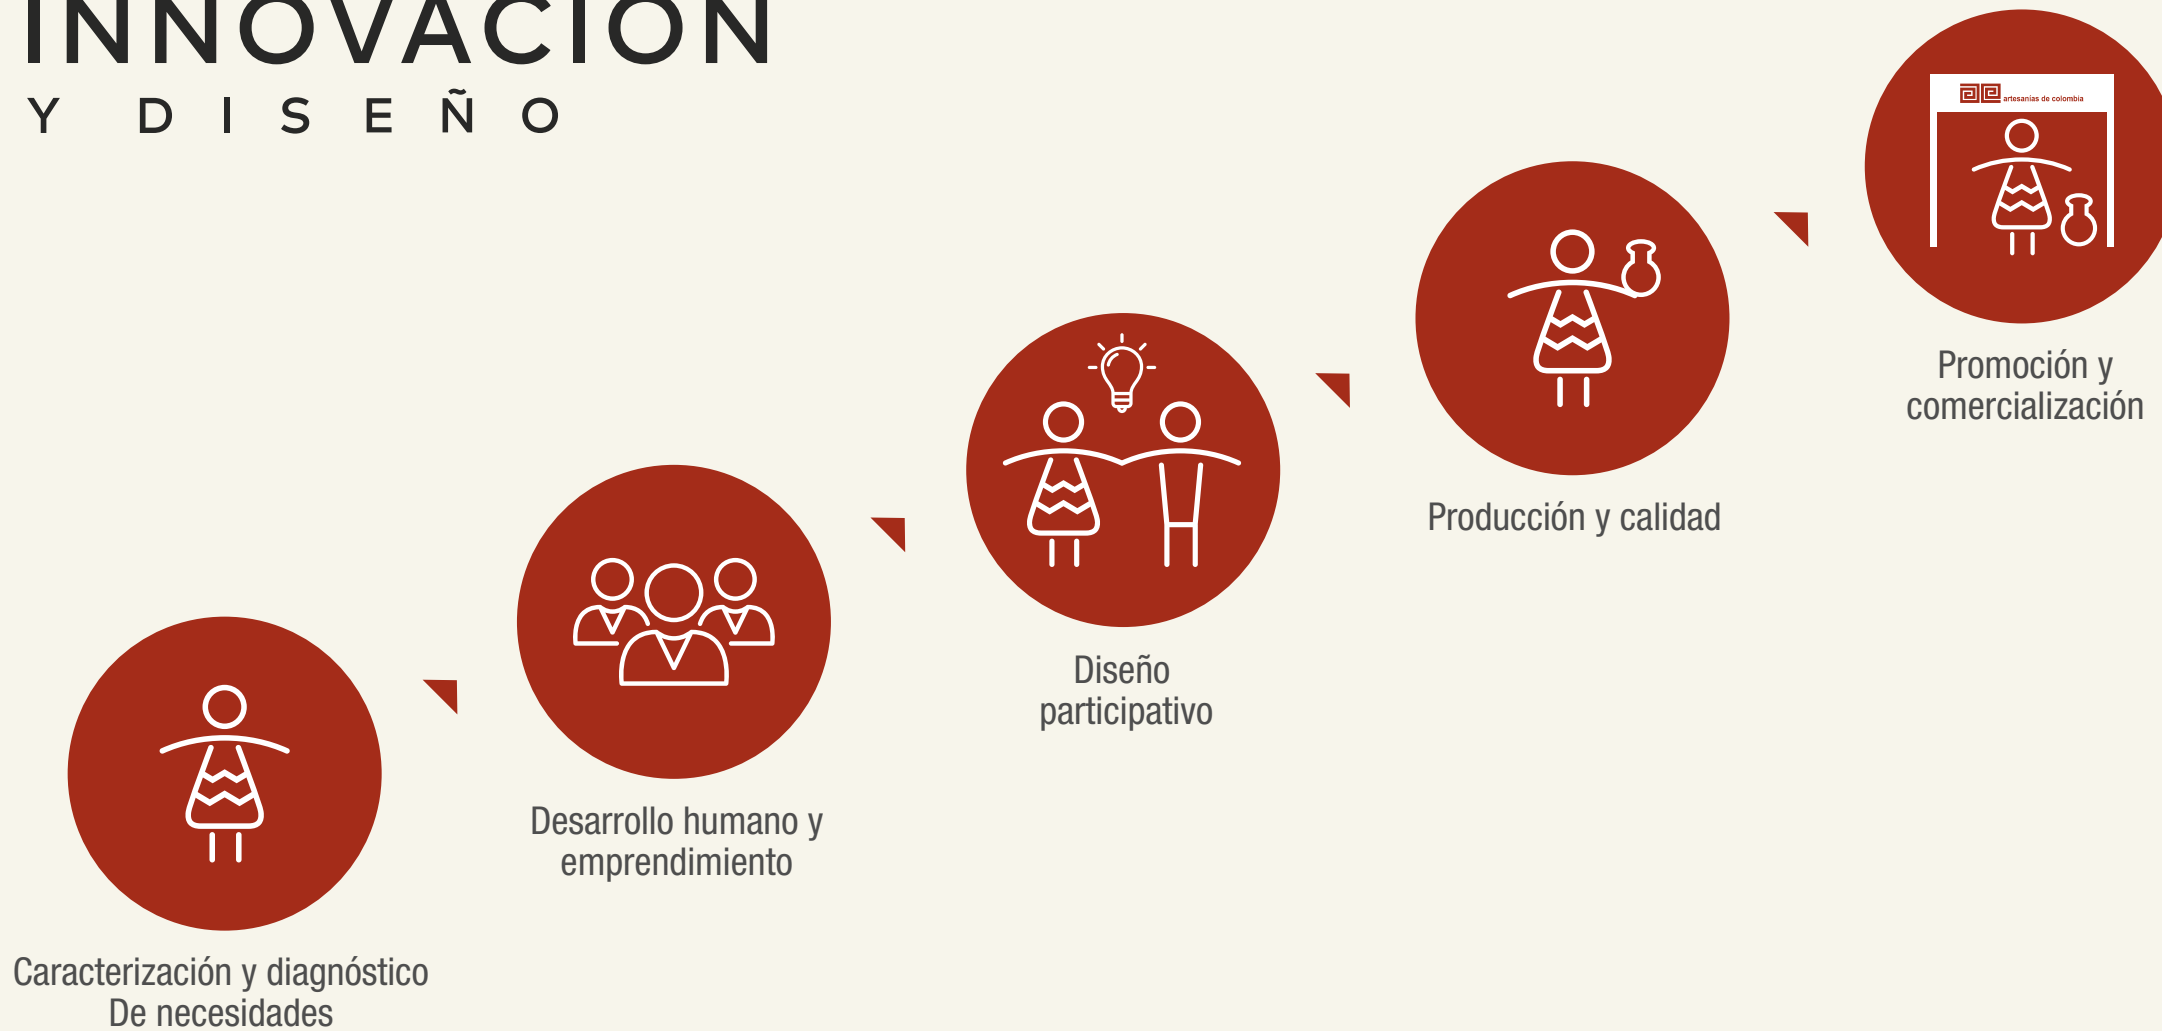 INNOVACIÓN
Y DISEÑO
artesanías de colombia
Promoción y
comercialización
Producción y calidad
Diseño
participativo
Desarrollo humano y
emprendimiento
Caracterización y diagnóstico
De necesidades